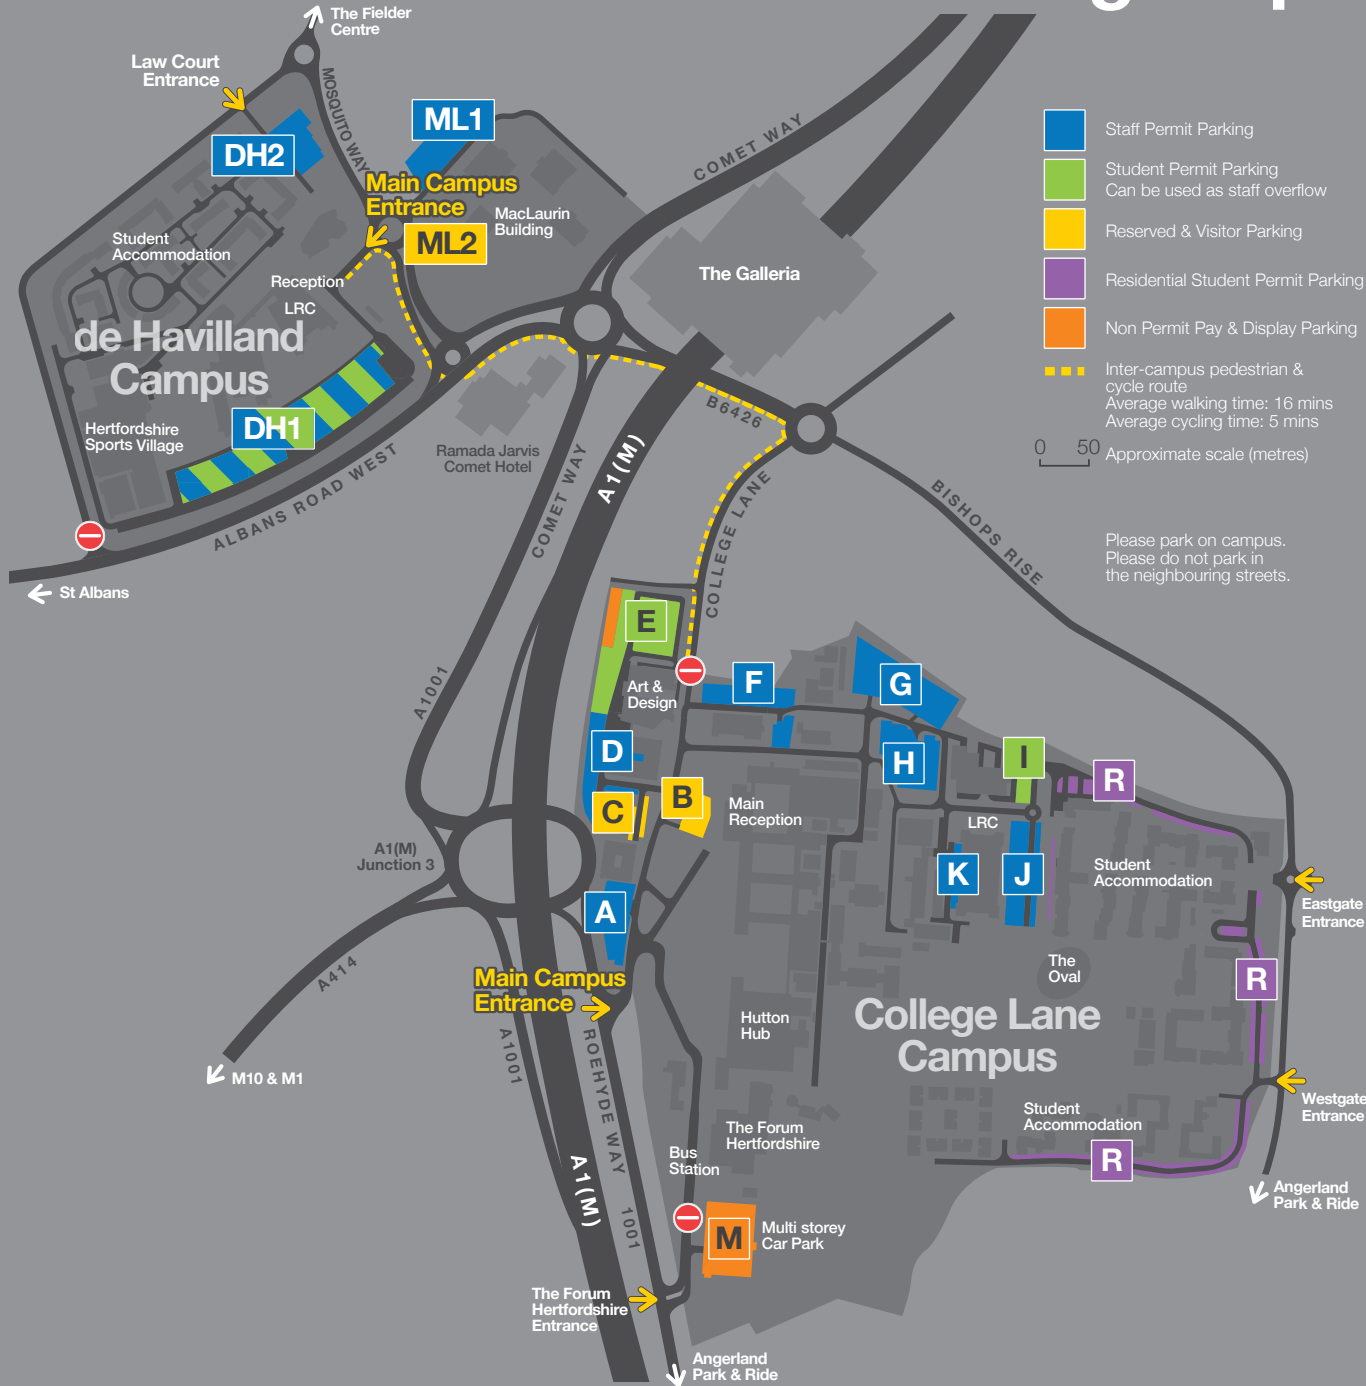 The Fielder
Centre
Law Court
Entrance
MOSQUITO WAY
ML1
DH2
Main Campus
Entrance
MacLaurin
Building
ML2
Student
Accommodation
Reception
LRC
de Havilland
Campus
Hertfordshire
Sports Village
DH1
ALBANS ROAD WEST
St Albans
Ramada Jarvis
Comet Hotel
COMET WAY
The Galleria
COMET WAY
A1(M)
B6426
COLLEGE LANE
BISHOPS RISE
Staff Permit Parking
Student Permit Parking
Can be used as staff overflow
Reserved & Visitor Parking
Residential Student Permit Parking
Non Permit Pay & Display Parking
Inter-campus pedestrian &
cycle route
Average walking time: 16 mins
Average cycling time: 5 mins
0 50
Approximate scale (metres)
Please park on campus.
Please do not park in
the neighbouring streets.
E
Art &
Design
F
G
A1001
D
H
I
R
C
B
Main
Reception
LRC
A1(M)
Junction 3
K
J
Student
Accommodation
A
Eastgate
Entrance
A414
The
Oval
R
Main Campus
Entrance
College Lane
Campus
Hutton
Hub
A1001
ROEHYDE WAY
M10 & M1
Westgate
Entrance
Student
Accommodation
The Forum
Hertfordshire
Bus
Station
R
A1(M)
1001
Angerland
Park & Ride
M
Multi storey
Car Park
The Forum
Hertfordshire
Entrance
Angerland
Park & Ride